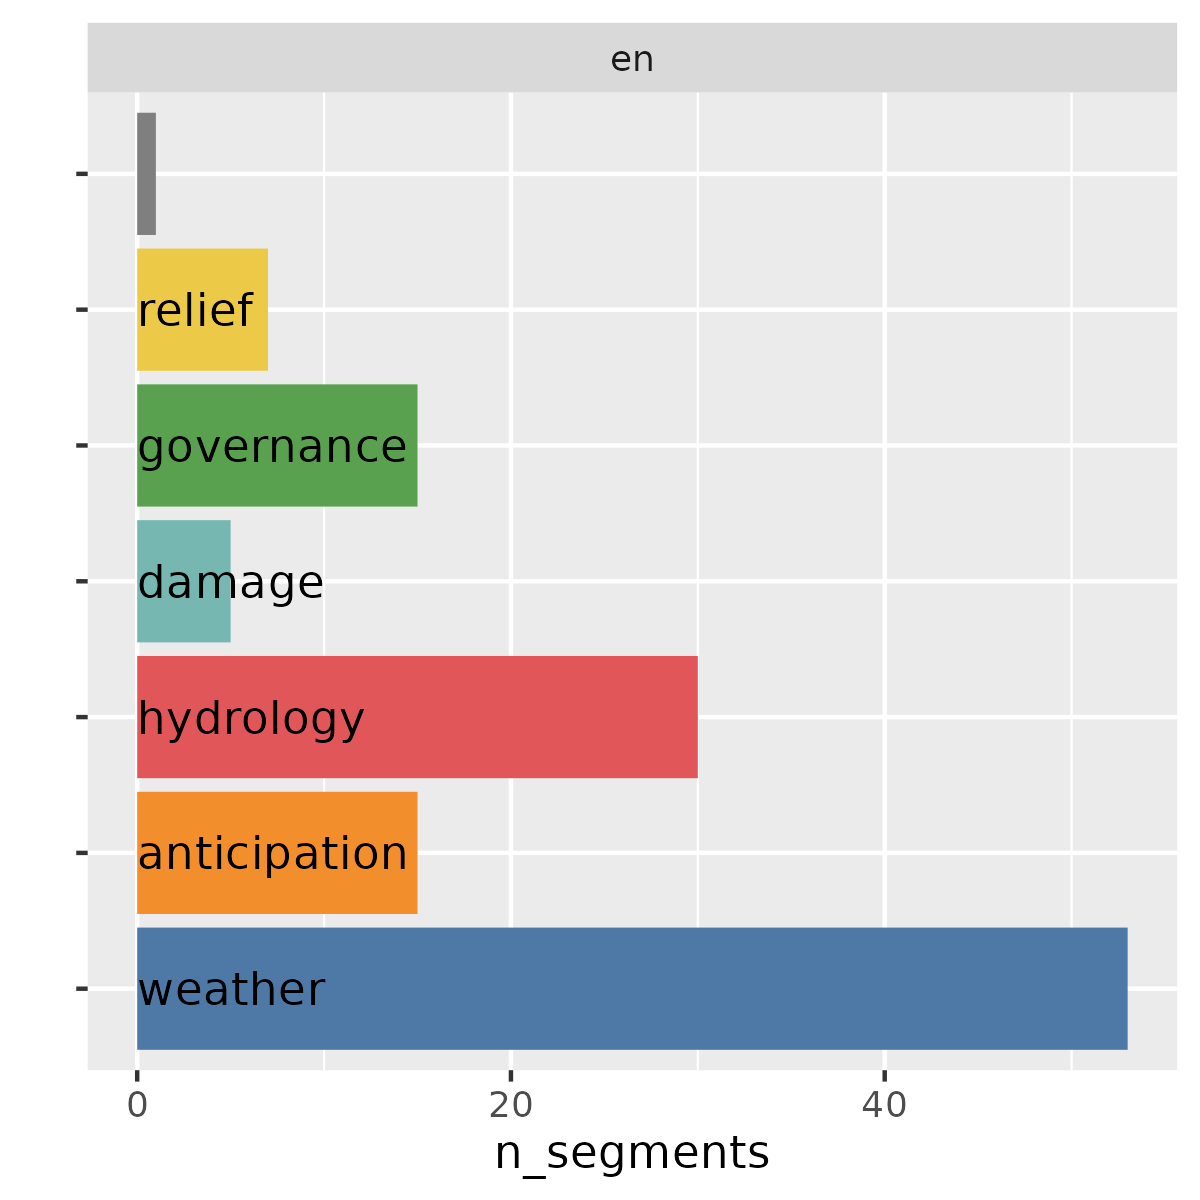 en
relief
governance
damage
hydrology
anticipation
weather
0 20 40
n_segments